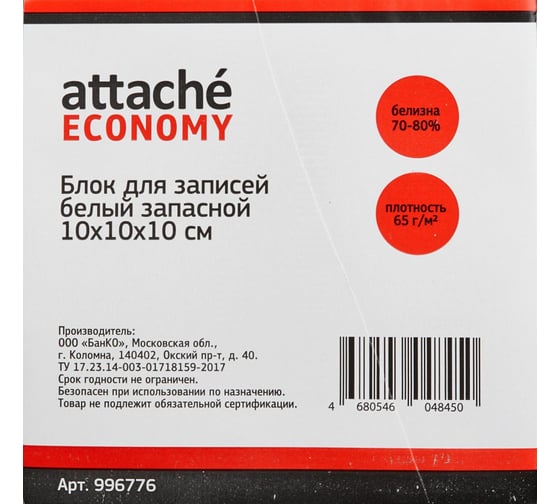 attaché
ECONOMY
белизна
70-80%
Блок для записей
белый запасной
10х10х10 см
плотность
65 г/м²
Производитель:
ООО «БанКО», Московская обл.,
г. Коломна, 140402, Окский пр-т, д. 40.
ТУ 17.23.14-003-01718159-2017
Срок годности не ограничен.
Безопасен при использовании по назначению.
Товар не подлежит обязательной сертификации.
4 680546 048450
Арт. 996776